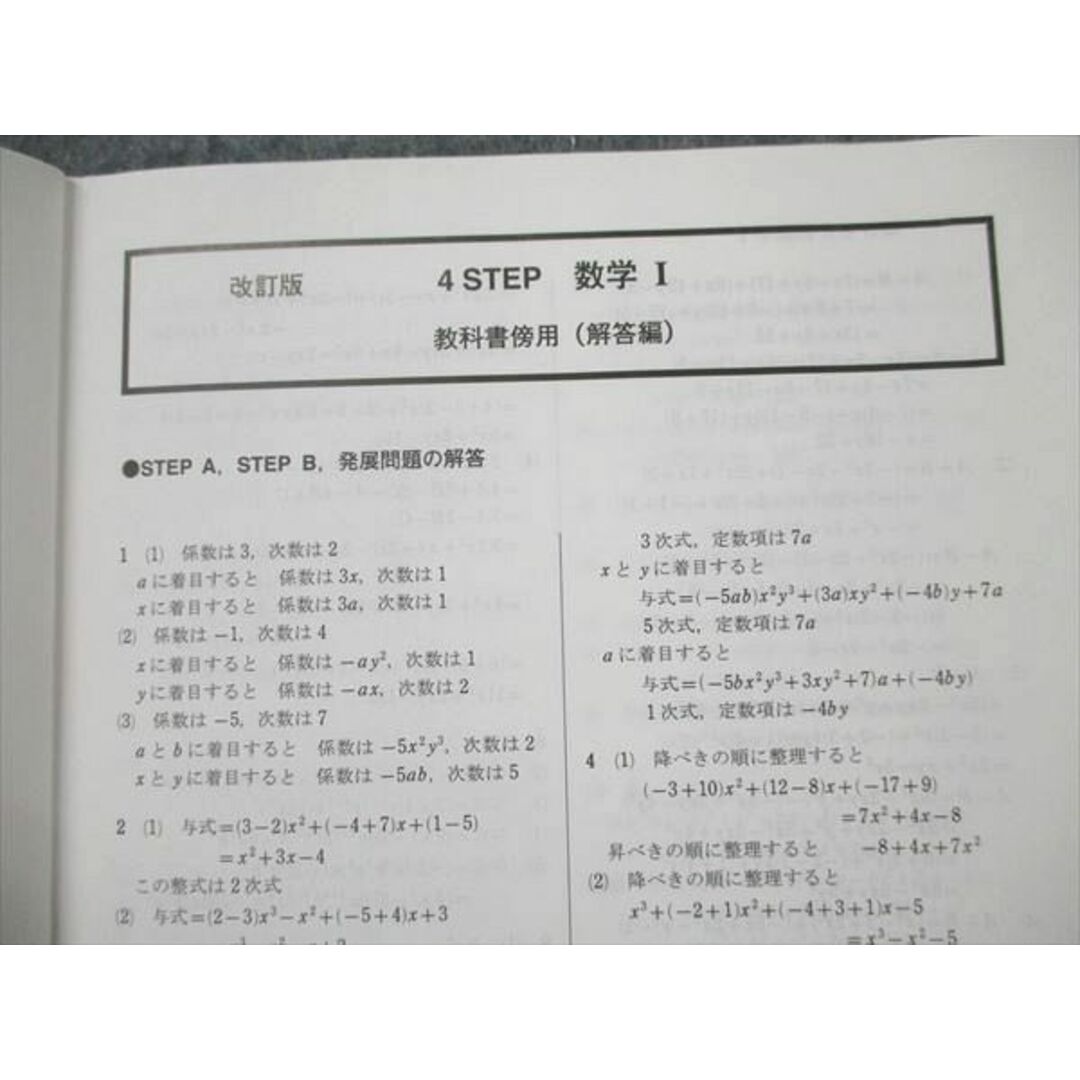 改訂版 4 STEP 数学 I
教科書傍用（解答編）
●STEP A，STEP B，発展問題の解答
1 (1) 係数は 3，次数は 2
aに着目すると 係数は 3x，次数は 1
xに着目すると 係数は 3a，次数は 1
(2) 係数は −1，次数は 4
xに着目すると 係数は −ay²，次数は 1
yに着目すると 係数は −ax，次数は 2
(3) 係数は −5，次数は 7
aとbに着目すると 係数は −5x²y³，次数は 2
xとyに着目すると 係数は −5ab，次数は 5
2 (1) 与式=(3−2)x²+(−4+7)x+(1−5)
=x²+3x−4
この整式は 2 次式
(2) 与式=(2−3)x³−x²+(−5+4)x+3
3 次式，定数項は 7a
xとyに着目すると
与式=(−5ab)x²y³+(3a)xy²+(−4b)y+7a
5 次式，定数項は 7a
aに着目すると
与式=(−5bx²y³+3xy²+7)a+(−4by)
1 次式，定数項は −4by
4 (1) 降べきの順に整理すると
(−3+10)x²+(12−8)x+(−17+9)
=7x²+4x−8
昇べきの順に整理すると −8+4x+7x²
(2) 降べきの順に整理すると
x³+(−2+1)x²+(−4+3+1)x−5
=x³−x²−5